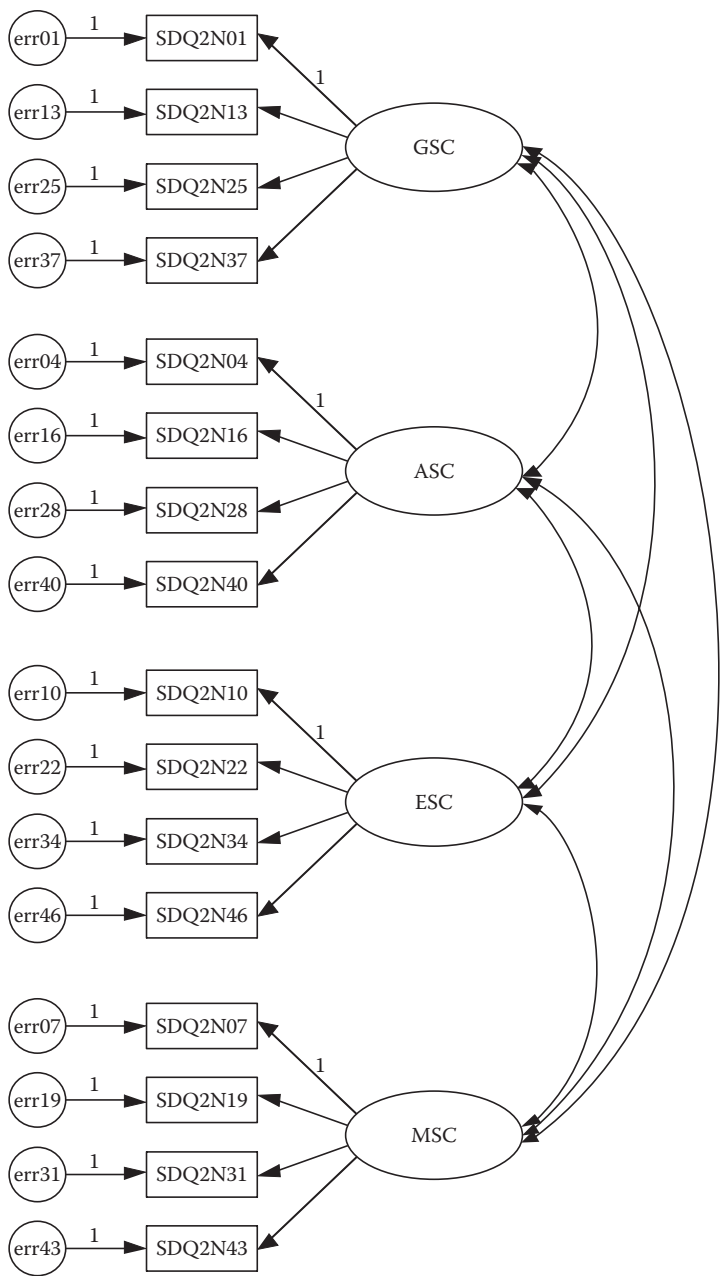 err01 1 SDQ2N01
1
err13 1 SDQ2N13
GSC
err25 1 SDQ2N25
err37 1 SDQ2N37
err04 1 SDQ2N04
1
err16 1 SDQ2N16
ASC
err28 1 SDQ2N28
err40 1 SDQ2N40
err10 1 SDQ2N10
1
err22 1 SDQ2N22
ESC
err34 1 SDQ2N34
err46 1 SDQ2N46
err07 1 SDQ2N07
1
err19 1 SDQ2N19
MSC
err31 1 SDQ2N31
err43 1 SDQ2N43